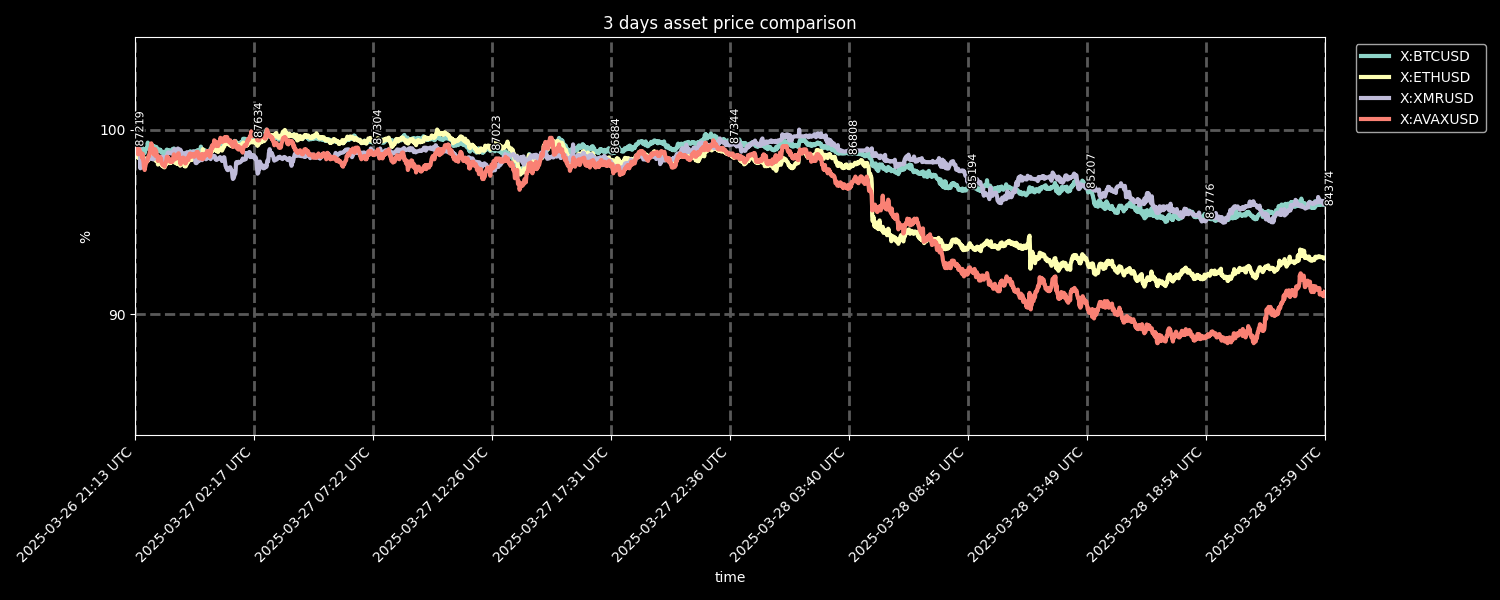 3 days asset price comparison
X:BTCUSD
X:ETHUSD
X:XMRUSD
X:AVAXUSD
100
90
%
87219
87634
87304
87023
86884
87344
86808
85194
85207
83776
84374
2025-03-26 21:13 UTC
2025-03-27 02:17 UTC
2025-03-27 07:22 UTC
2025-03-27 12:26 UTC
2025-03-27 17:31 UTC
2025-03-27 22:36 UTC
2025-03-28 03:40 UTC
2025-03-28 08:45 UTC
2025-03-28 13:49 UTC
2025-03-28 18:54 UTC
2025-03-28 23:59 UTC
time